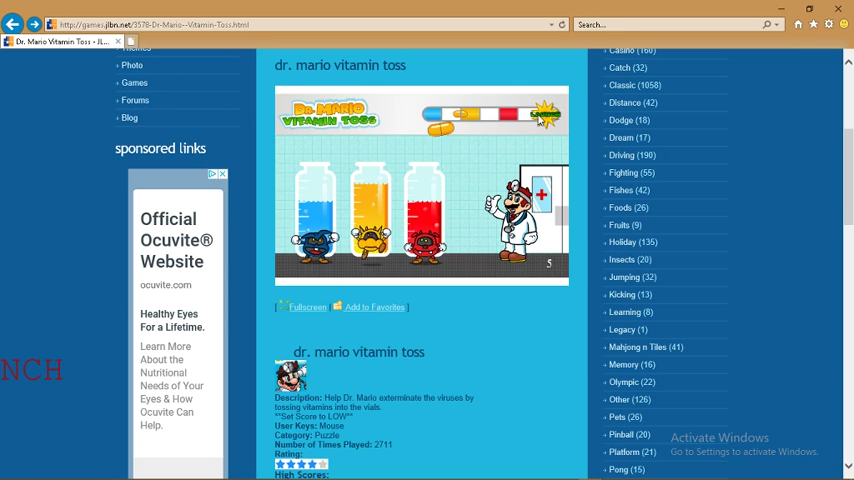 http://games.jlbn.net/3578-Dr-Mario--Vitamin-Toss.html
Search...
Dr. Mario Vitamin Toss - JL...
Themes
Photo
Games
Forums
Blog
sponsored links
Official
Ocuvite®
Website
ocuvite.com
Healthy Eyes
For a Lifetime.
Learn More
About the
Nutritional
Needs of Your
Eyes & How
Ocuvite Can
Help.
NCH
dr. mario vitamin toss
DR. MARIO
VITAMIN TOSS
LAUNCH
5
[ Fullscreen | Add to Favorites ]
dr. mario vitamin toss
Description: Help Dr. Mario exterminate the viruses by
tossing vitamins into the vials.
**Set Score to LOW**
User Keys: Mouse
Category: Puzzle
Number of Times Played: 2711
Rating:
High Scores:
Casino (160)
Catch (32)
Classic (1058)
Distance (42)
Dodge (18)
Dream (17)
Driving (190)
Fighting (55)
Fishes (42)
Foods (26)
Fruits (9)
Holiday (135)
Insects (20)
Jumping (32)
Kicking (13)
Learning (8)
Legacy (1)
Mahjong n Tiles (41)
Memory (16)
Olympic (22)
Other (126)
Pets (26)
Pinball (20)
Platform (21)
Pong (15)
Activate Windows
Go to Settings to activate Windows.